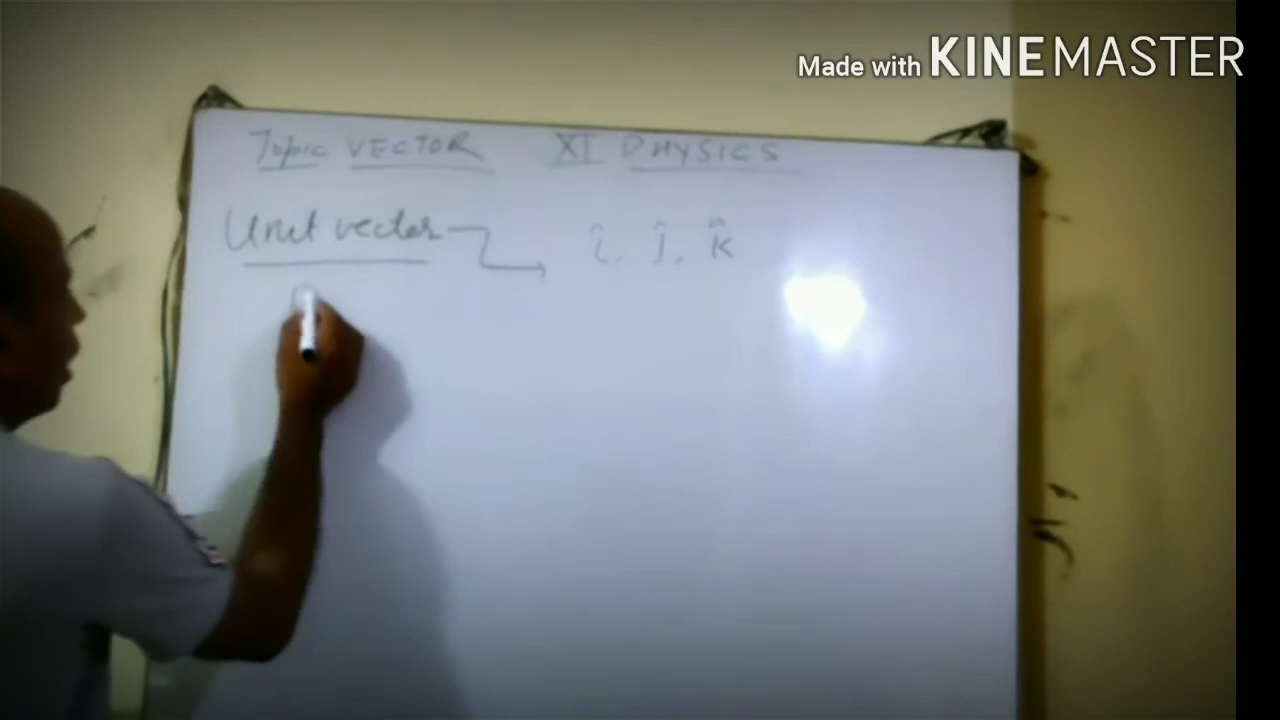 Made with KINEMASTER
Topic VECTOR XI PHYSICS
Unit vector → î, ĵ, k̂